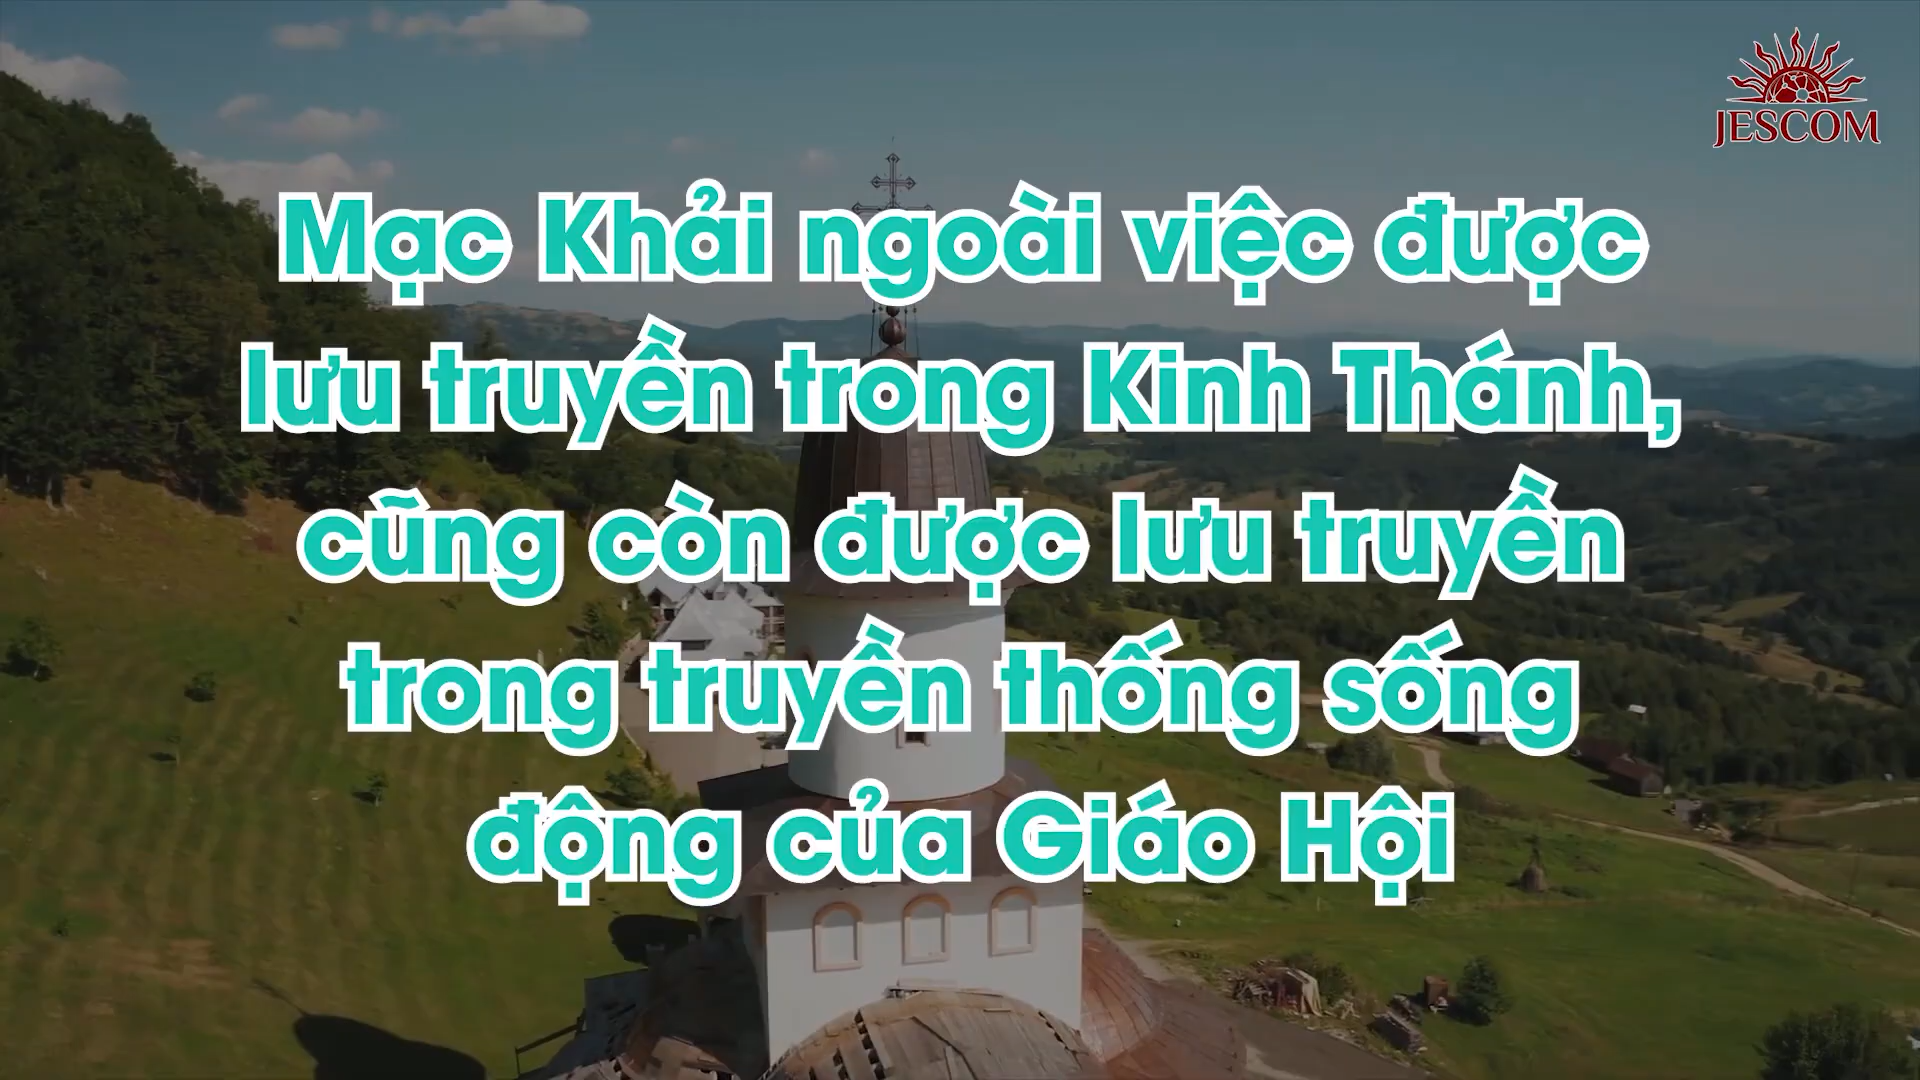 JESCOM
Mạc Khải ngoài việc được
lưu truyền trong Kinh Thánh,
cũng còn được lưu truyền
trong truyền thống sống
động của Giáo Hội